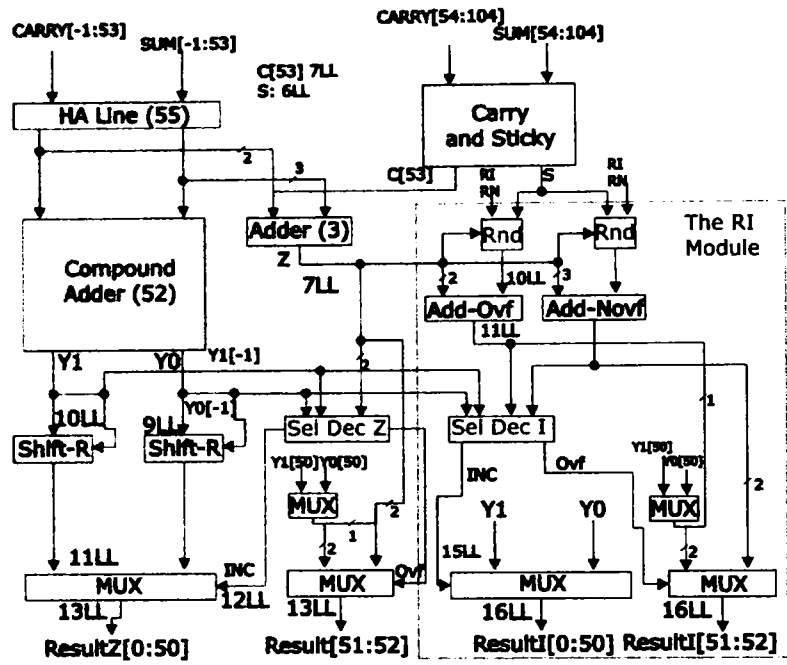 CARRY[-1:53]
SUM[-1:53]
CARRY[54:104]
SUM[54:104]
C[53] 7LL
S: 6LL
HA Line (55)
Carry
and Sticky
2
3
C[53]
RI
RN
S
RI
RN
Adder (3)
Z
7LL
Rnd
Rnd
The RI
Module
Compound
Adder (52)
2
10LL
3
Add-Ovf
Add-Novf
11LL
Y1
Y0
Y1[-1]
2
1
10LL
9LL
Y0[-1]
Shift-R
Shift-R
Sel Dec Z
Sel Dec I
Y1[50]
Y0[50]
MUX
1
2
2
INC
Ovf
Y1[50]
Y0[50]
MUX
2
2
Y1
Y0
11LL
INC
12LL
Ovf
15LL
MUX
MUX
MUX
MUX
13LL
13LL
16LL
16LL
ResultZ[0:50]
Result[51:52]
ResultI[0:50]
ResultI[51:52]